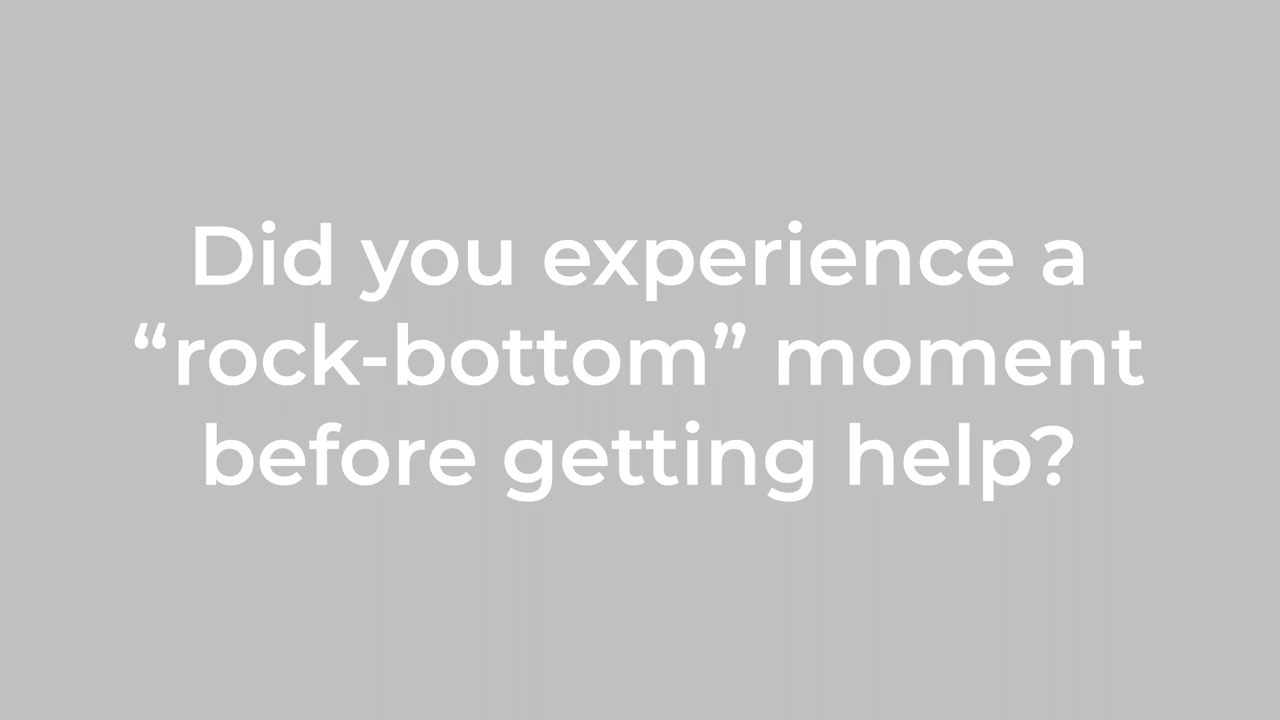 Did you experience a
“rock-bottom” moment
before getting help?